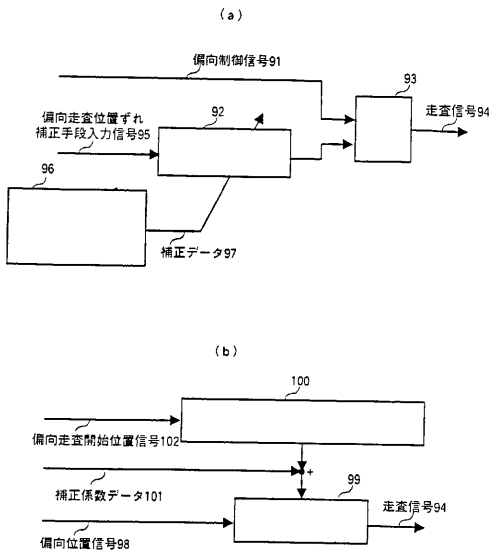 (a)
偏向制御信号91
93
走査信号94
偏向走査位置ずれ
補正手段入力信号95
92
96
補正データ97
(b)
100
偏向走査開始位置信号102
+
補正係数データ101
99
走査信号94
偏向位置信号98